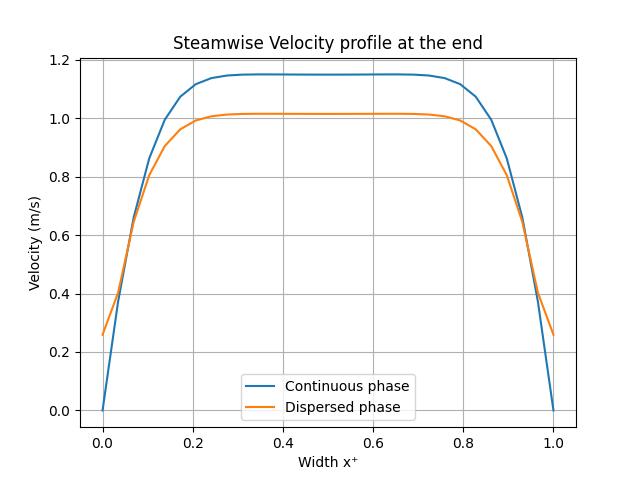 Steamwise Velocity profile at the end
Velocity (m/s)
1.2
1.0
0.8
0.6
0.4
0.2
0.0
Continuous phase
Dispersed phase
0.0 0.2 0.4 0.6 0.8 1.0
Width x⁺